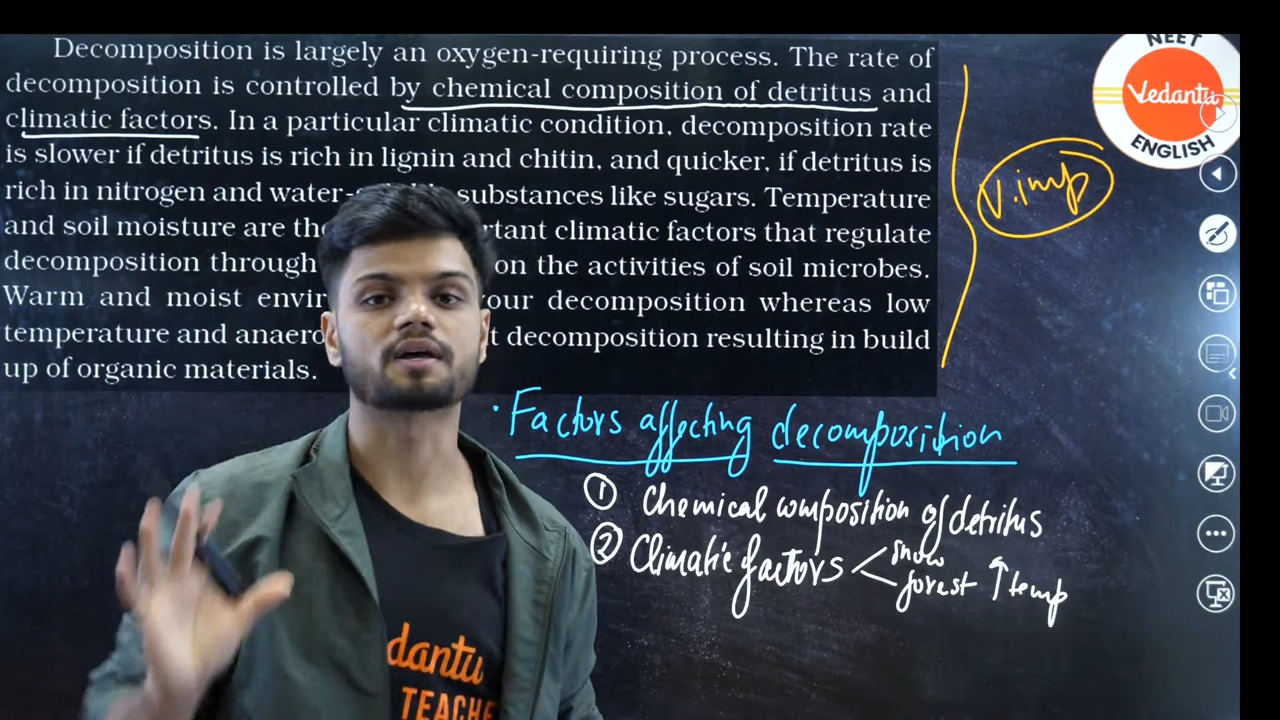 Decomposition is largely an oxygen-requiring process. The rate of
decomposition is controlled by chemical composition of detritus and
climatic factors. In a particular climatic condition, decomposition rate
is slower if detritus is rich in lignin and chitin, and quicker, if detritus is
rich in nitrogen and water- substances like sugars. Temperature
and soil moisture are the rtant climatic factors that regulate
decomposition through on the activities of soil microbes.
Warm and moist envir your decomposition whereas low
temperature and anaero t decomposition resulting in build
up of organic materials.
NEET
Vedantu
ENGLISH
V.imp
· Factors affecting decomposition
① Chemical composition of detritus
② Climatic factors < snow
forest ↑ temp
dantu
TEACHE